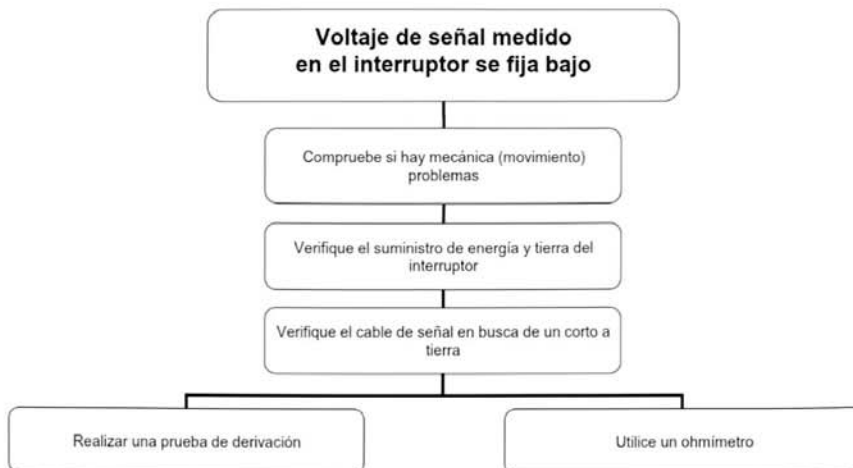 Voltaje de señal medido
en el interruptor se fija bajo
Compruebe si hay mecánica (movimiento)
problemas
Verifique el suministro de energía y tierra del
interruptor
Verifique el cable de señal en busca de un corto a
tierra
Realizar una prueba de derivación
Utilice un ohmímetro